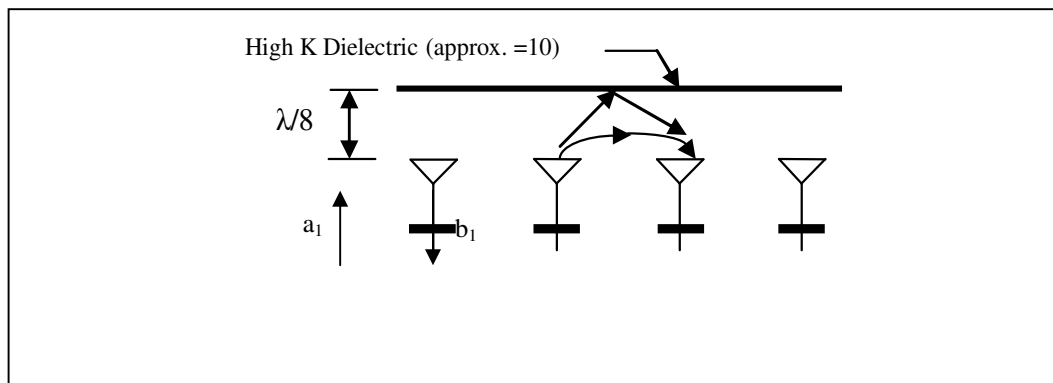 High K Dielectric (approx. =10)
λ/8
a₁
b₁